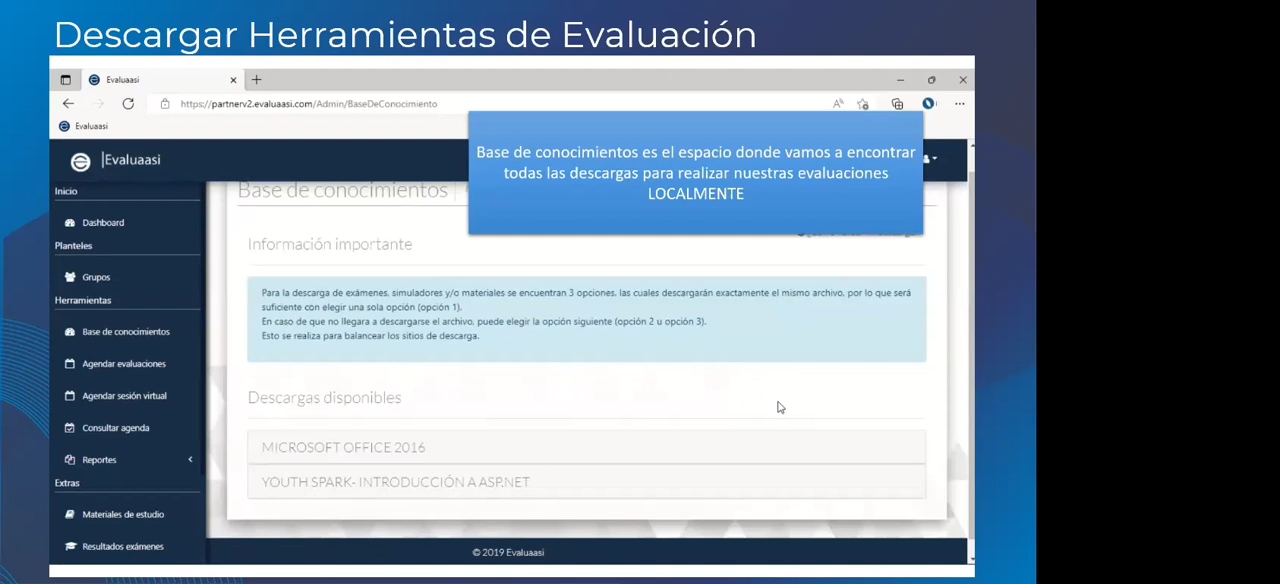 Descargar Herramientas de Evaluación
Evaluaasi
https://partnerv2.evaluaasi.com/Admin/BaseDeConocimiento
Evaluaasi
Base de conocimientos es el espacio donde vamos a encontrar
todas las descargas para realizar nuestras evaluaciones
LOCALMENTE
|Evaluaasi
Inicio
Dashboard
Planteles
Grupos
Herramientas
Base de conocimientos
Agendar evaluaciones
Agendar sesión virtual
Consultar agenda
Reportes
Extras
Materiales de estudio
Resultados exámenes
Base de conocimientos
Información importante
Para la descarga de exámenes, simuladores y/o materiales se encuentran 3 opciones, las cuales descargarán exactamente el mismo archivo, por lo que será
suficiente con elegir una sola opción (opción 1).
En caso de que no llegara a descargarse el archivo, puede elegir la opción siguiente (opción 2 u opción 3).
Esto se realiza para balancear los sitios de descarga.
Descargas disponibles
MICROSOFT OFFICE 2016
YOUTH SPARK- INTRODUCCIÓN A ASP.NET
© 2019 Evaluaasi